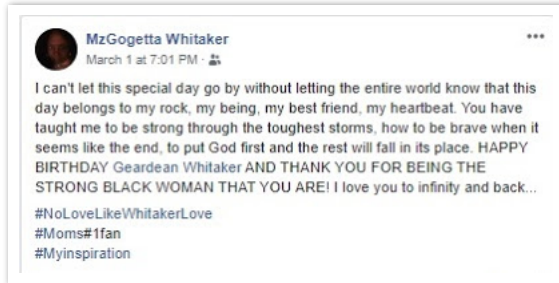 MzGogetta Whitaker
March 1 at 7:01 PM ·
I can't let this special day go by without letting the entire world know that this
day belongs to my rock, my being, my best friend, my heartbeat. You have
taught me to be strong through the toughest storms, how to be brave when it
seems like the end, to put God first and the rest will fall in its place. HAPPY
BIRTHDAY Geardean Whitaker AND THANK YOU FOR BEING THE
STRONG BLACK WOMAN THAT YOU ARE! I love you to infinity and back...
#NoLoveLikeWhitakerLove
#Moms#1fan
#Myinspiration